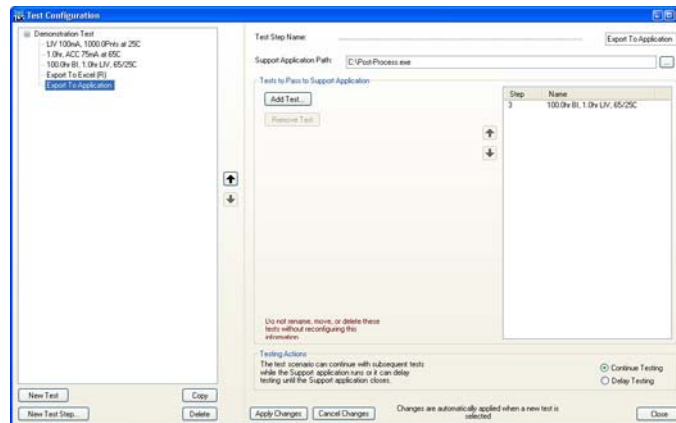 Test Configuration
Demonstration Test
LIV 100mA, 1000.0Pnts at 25C
1.0hr, ACC 75mA at 65C
100.0hr BI, 1.0hr LIV, 65/25C
Export To Excel (R)
Export To Application
New Test
Copy
New Test Step...
Delete
Test Step Name:
Export To Application
Support Application Path:
C:\Post-Process.exe
...
Tests to Pass to Support Application
Add Test...
Remove Test
Step Name
3 100.0hr BI, 1.0hr LIV, 65/25C
Do not rename, move, or delete these
tests without reconfiguring this
information
Testing Actions
The test scenario can continue with subsequent tests
while the Support application runs or it can delay
testing until the Support application closes.
Continue Testing
Delay Testing
Apply Changes
Cancel Changes
Changes are automatically applied when a new test is
selected
Close